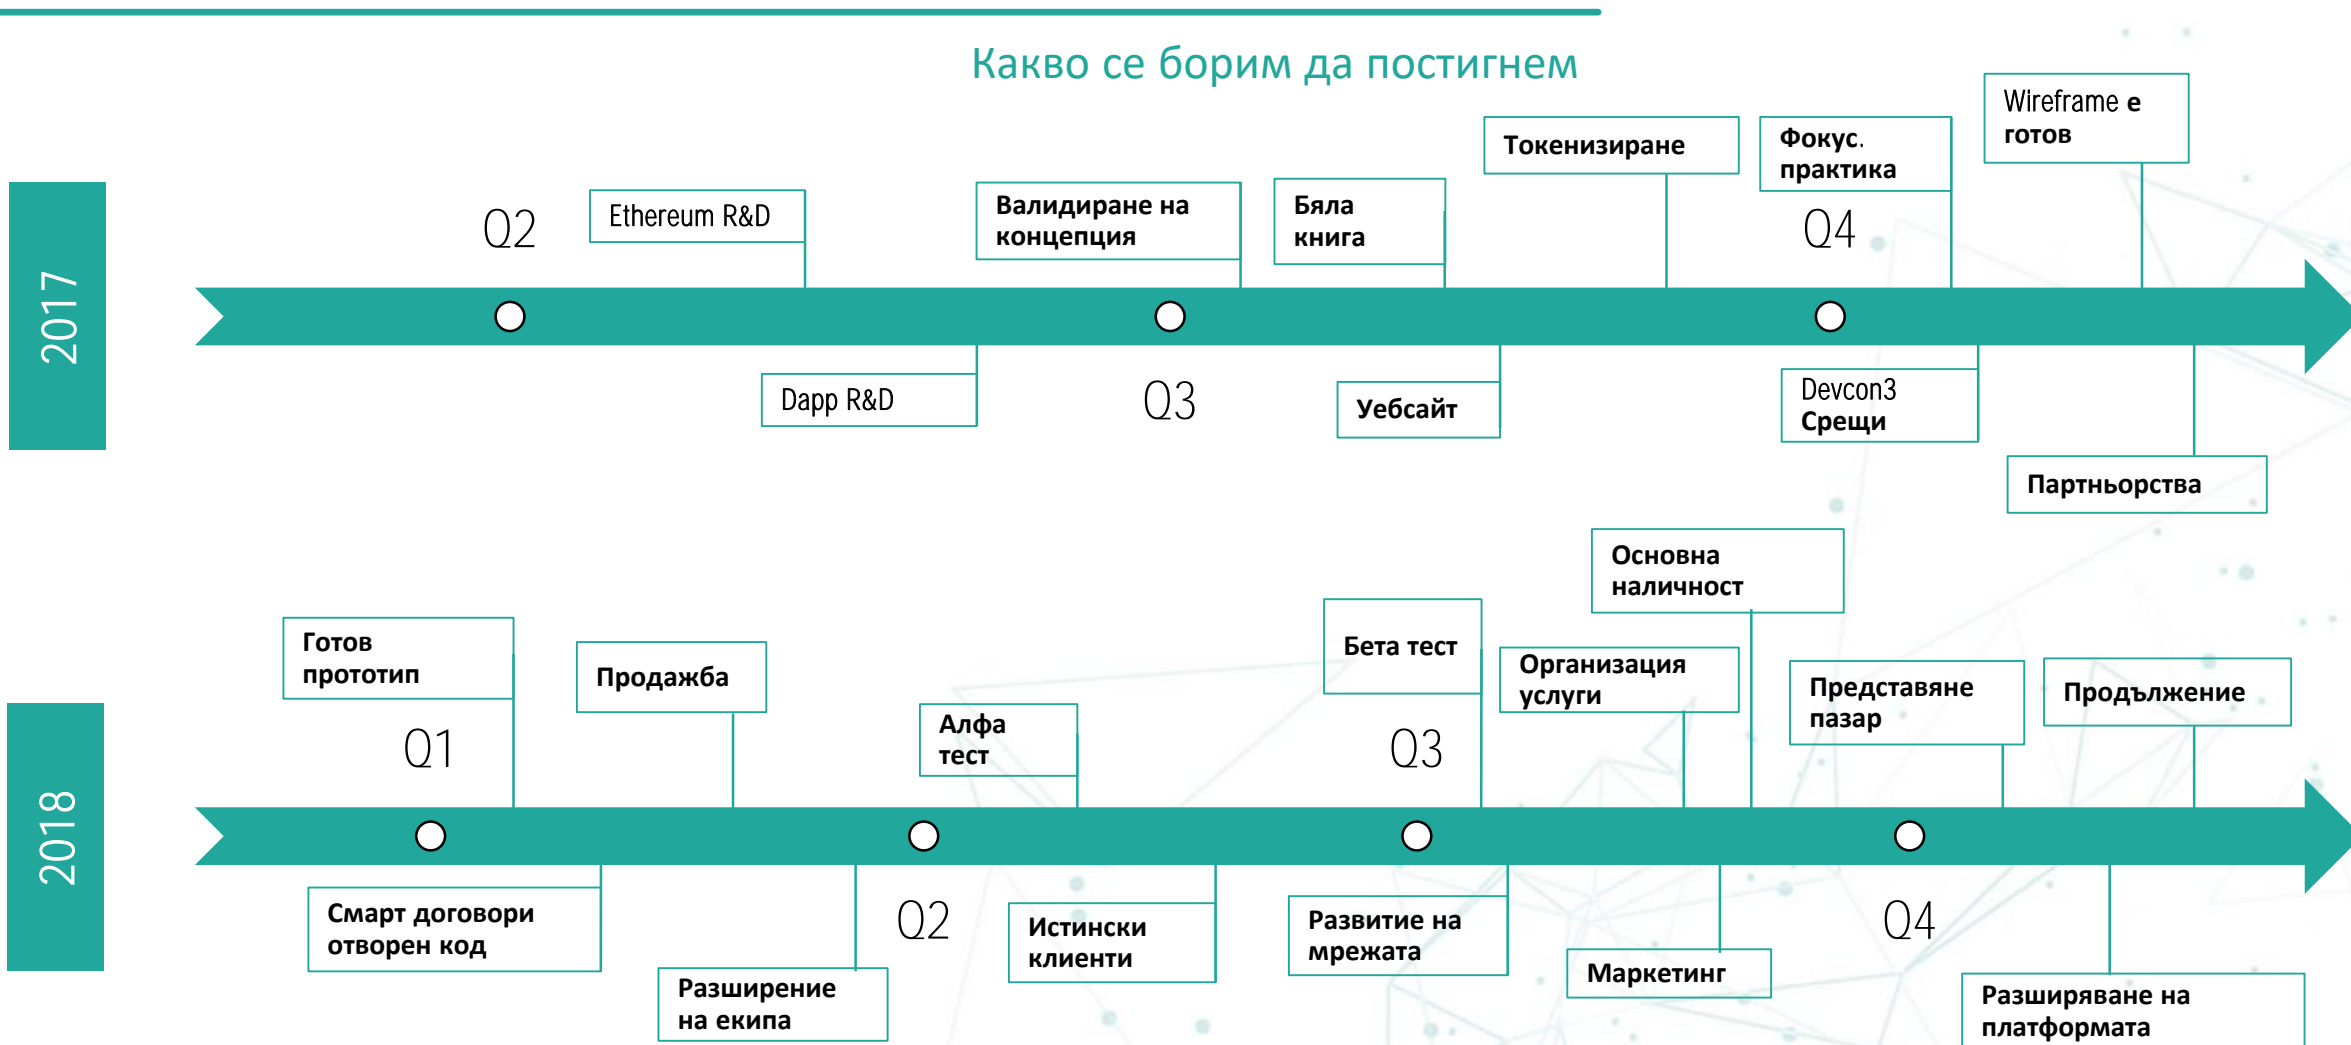 Какво се борим да постигнем
2017
Q2
Ethereum R&D
Dapp R&D
Валидиране на
концепция
Q3
Бяла
книга
Уебсайт
Токенизиране
Фокус.
практика
Q4
Devcon3
Срещи
Wireframe е
готов
Партньорства
2018
Готов
прототип
Q1
Смарт договори
отворен код
Продажба
Разширение
на екипа
Q2
Алфа
тест
Истински
клиенти
Бета тест
Q3
Развитие на
мрежата
Организация
услуги
Основна
наличност
Маркетинг
Представяне
пазар
Q4
Разширяване на
платформата
Продължение